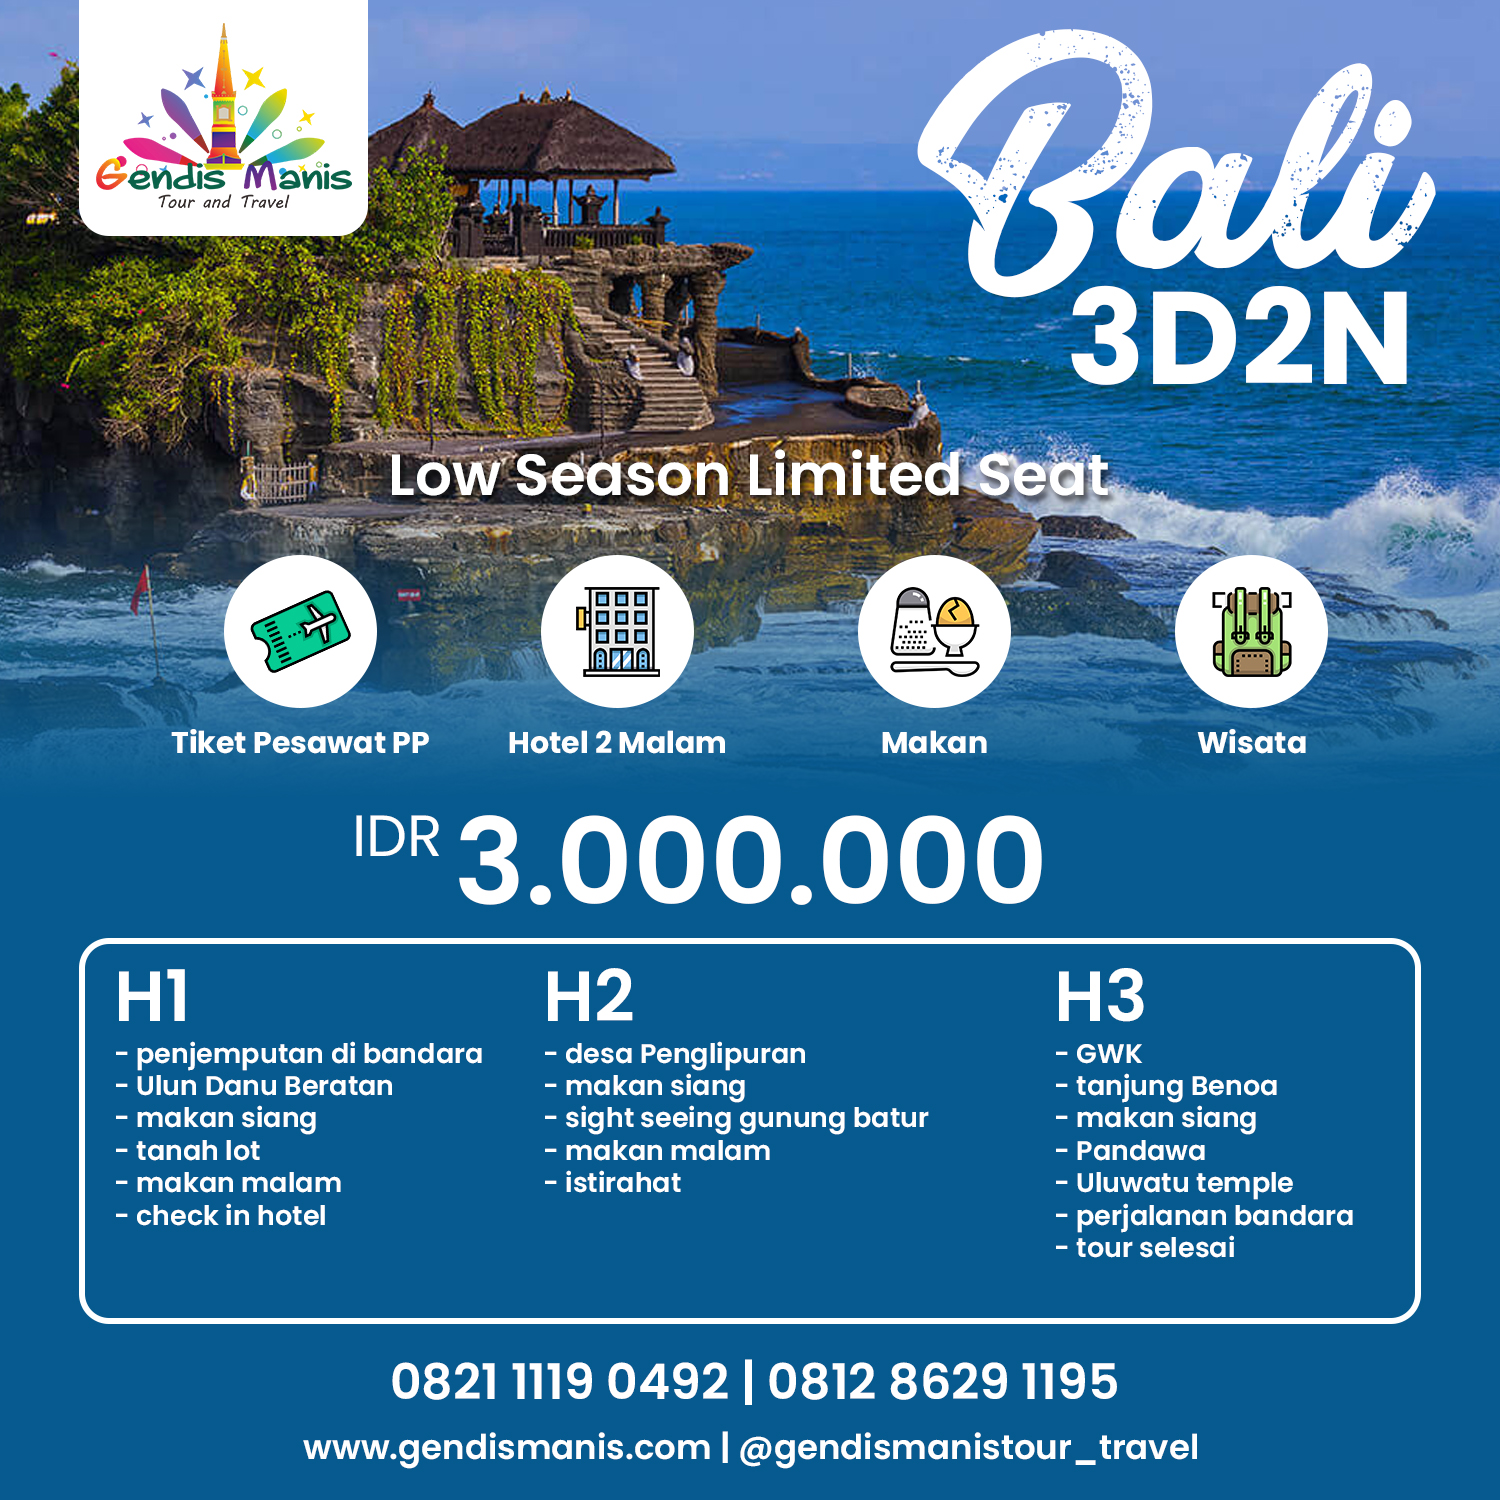 Gendis Manis
Tour and Travel
Bali
3D2N
Low Season Limited Seat
Tiket Pesawat PP
Hotel 2 Malam
Makan
Wisata
IDR 3.000.000
H1
- penjemputan di bandara
- Ulun Danu Beratan
- makan siang
- tanah lot
- makan malam
- check in hotel
H2
- desa Penglipuran
- makan siang
- sight seeing gunung batur
- makan malam
- istirahat
H3
- GWK
- tanjung Benoa
- makan siang
- Pandawa
- Uluwatu temple
- perjalanan bandara
- tour selesai
0821 1119 0492 | 0812 8629 1195
www.gendismanis.com | @gendismanistour_travel